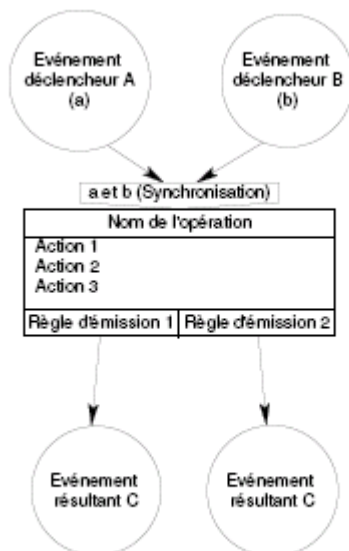 Evénement
déclencheur A
(a)
Evénement
déclencheur B
(b)
a et b (Synchronisation)
Nom de l'opération
Action 1
Action 2
Action 3
Règle d'émission 1
Règle d'émission 2
Evénement
résultant C
Evénement
résultant C